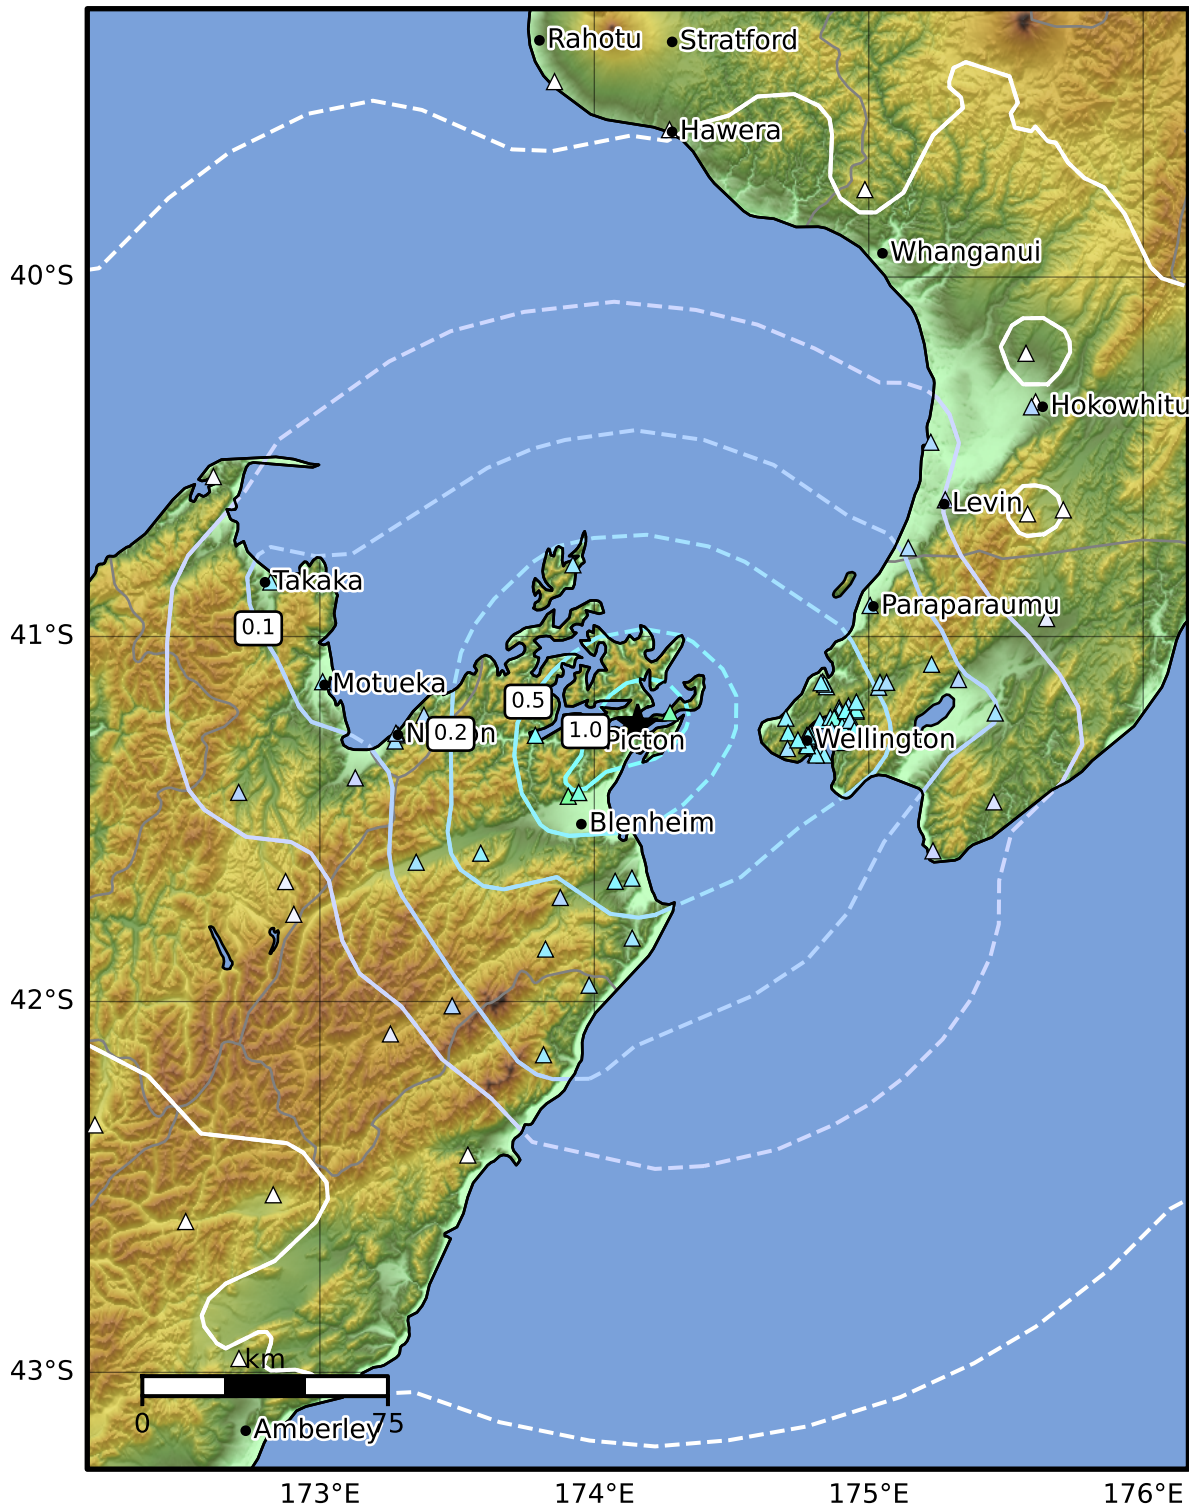 Rahotu
Stratford
Hawera
Whanganui
40°S
Hokowhitu
Levin
Takaka
Paraparaumu
0.1
41°S
Motueka
0.5
0.2
1.0
Picton
Wellington
Blenheim
42°S
43°S
km
0
75
Amberley
173°E
174°E
175°E
176°E